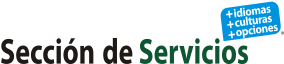 +idiomas
+culturas
+opciones®
Sección de Servicios